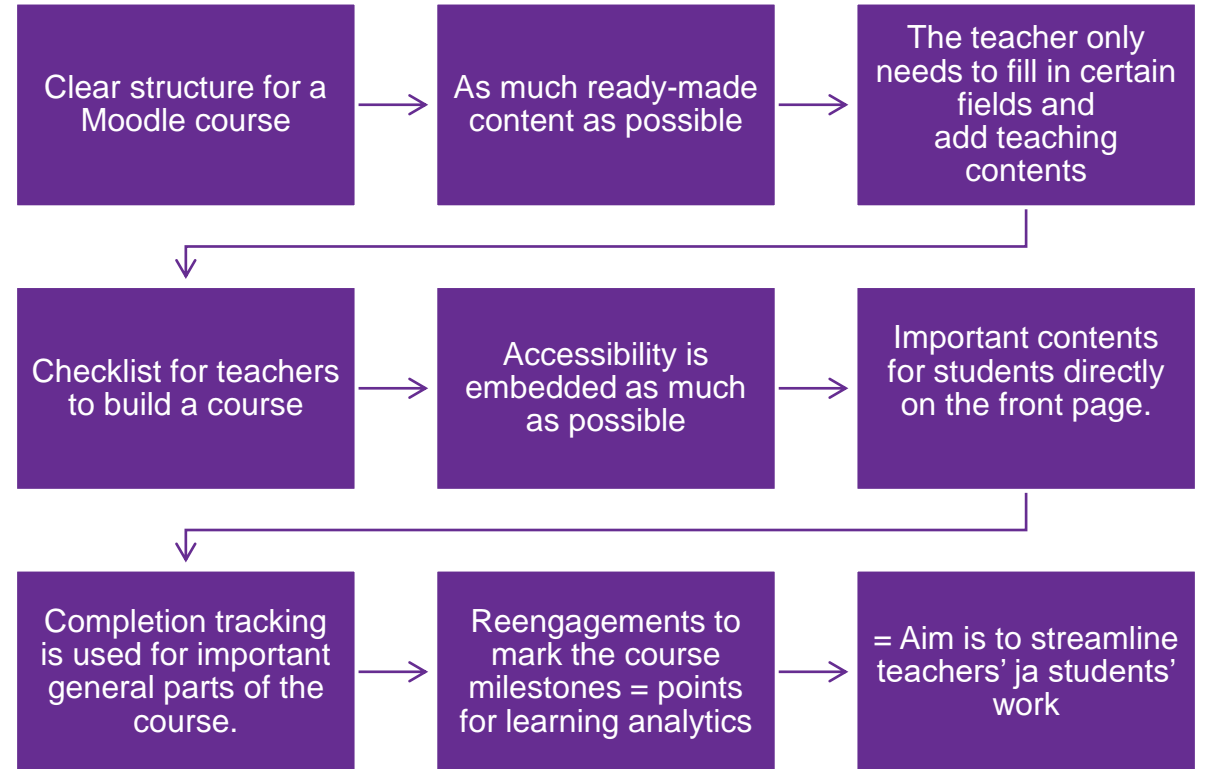 Clear structure for a
Moodle course
As much ready-made
content as possible
The teacher only
needs to fill in certain
fields and
add teaching
contents
Checklist for teachers
to build a course
Accessibility is
embedded as much
as possible
Important contents
for students directly
on the front page.
Completion tracking
is used for important
general parts of the
course.
Reengagements to
mark the course
milestones = points
for learning analytics
= Aim is to streamline
teachers’ ja students’
work